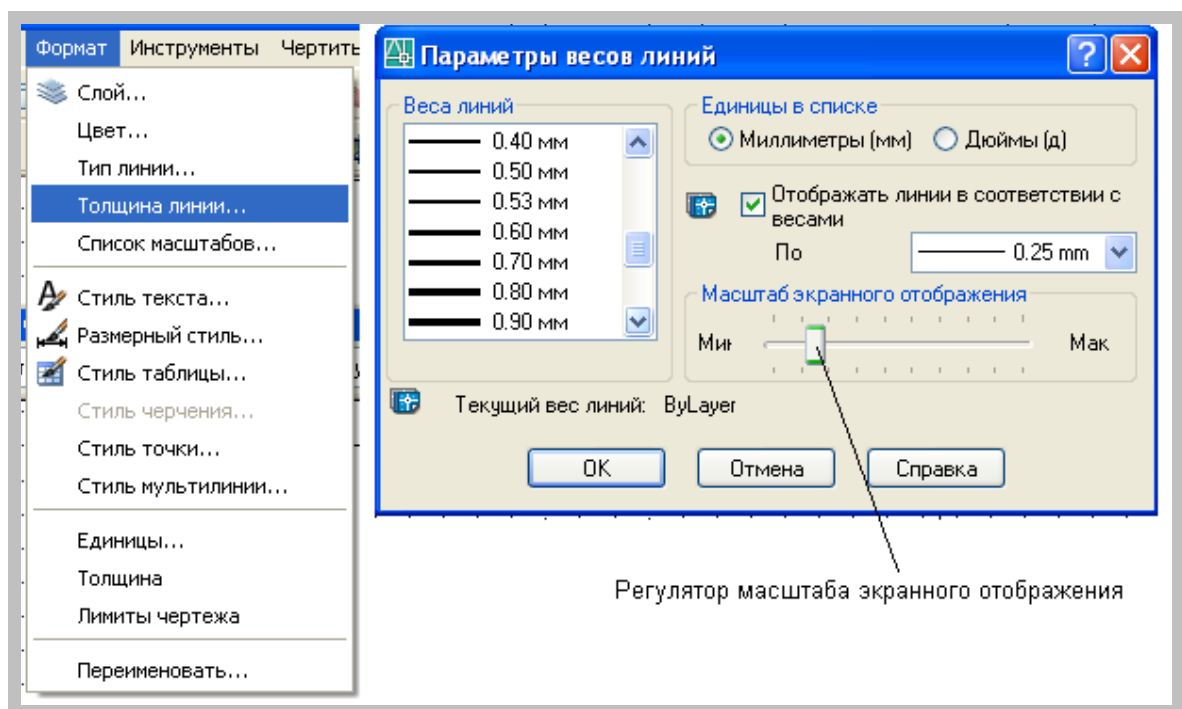 Формат Инструменты Чертить
Слой...
Цвет...
Тип линии...
Толщина линии...
Список масштабов...
Стиль текста...
Размерный стиль...
Стиль таблицы...
Стиль черчения...
Стиль точки...
Стиль мультилинии...
Единицы...
Толщина
Лимиты чертежа
Переименовать...
Параметры весов линий
Веса линий
0.40 мм
0.50 мм
0.53 мм
0.60 мм
0.70 мм
0.80 мм
0.90 мм
Единицы в списке
Миллиметры (мм) Дюймы (д)
Отображать линии в соответствии с
весами
По 0.25 mm
Масштаб экранного отображения
Мин Мак
Текущий вес линий: ByLayer
OK Отмена Справка
Регулятор масштаба экранного отображения